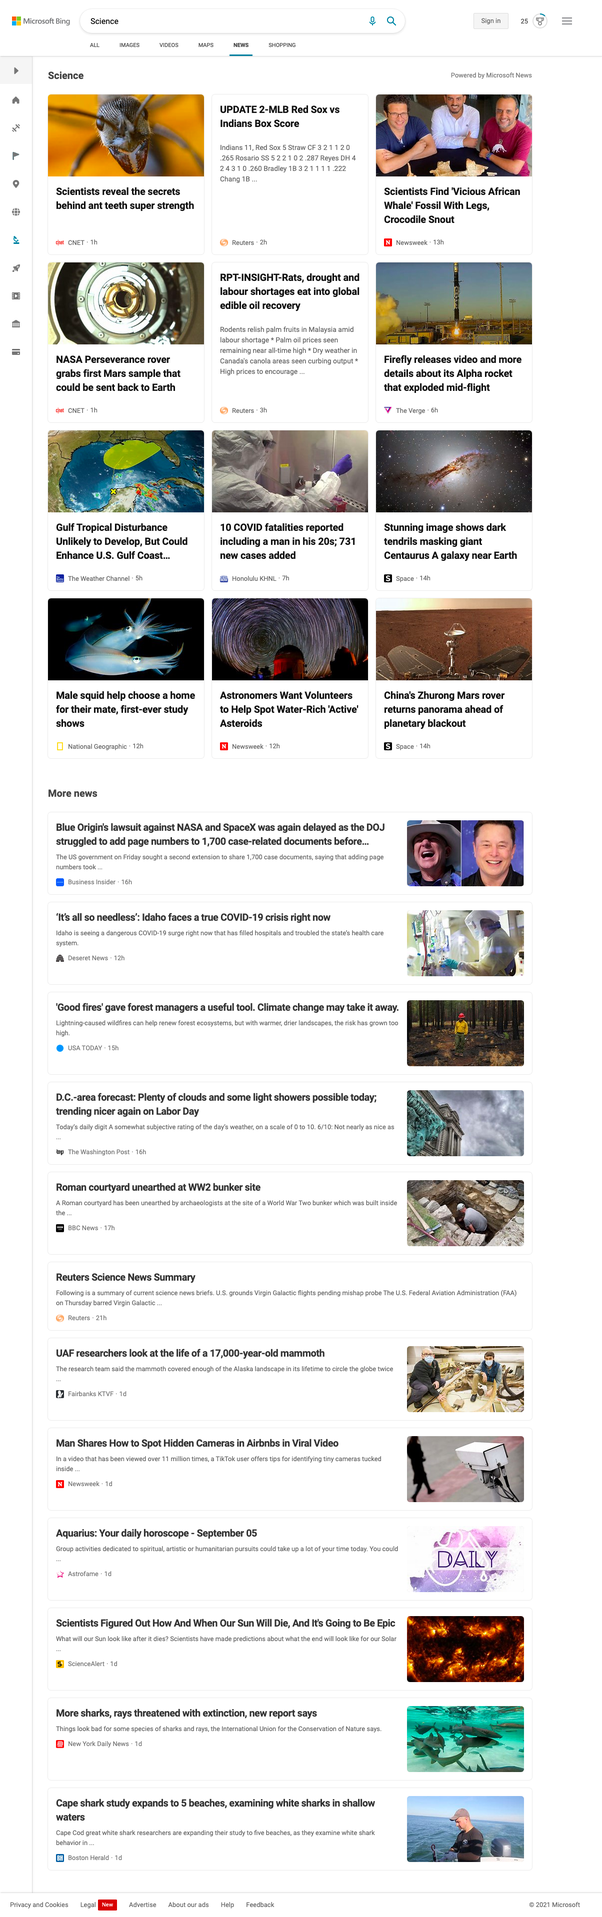 Microsoft Bing
Science
Sign in
25
ALL
IMAGES
VIDEOS
MAPS
NEWS
SHOPPING
Science
Powered by Microsoft News
Scientists reveal the secrets
behind ant teeth super strength
CNET · 1h
UPDATE 2-MLB Red Sox vs
Indians Box Score
Indians 11, Red Sox 5 Straw CF 3 2 1 1 2 0
.265 Rosario SS 5 2 2 1 0 2 .287 Reyes DH 4
2 4 3 1 0 .260 Bradley 1B 3 2 1 1 1 1 .222
Chang 1B ...
Reuters · 2h
Scientists Find 'Vicious African
Whale' Fossil With Legs,
Crocodile Snout
Newsweek · 13h
NASA Perseverance rover
grabs first Mars sample that
could be sent back to Earth
CNET · 1h
RPT-INSIGHT-Rats, drought and
labour shortages eat into global
edible oil recovery
Rodents relish palm fruits in Malaysia amid
labour shortage * Palm oil prices seen
remaining near all-time high * Dry weather in
Canada's canola areas seen curbing output *
High prices to encourage ...
Reuters · 3h
Firefly releases video and more
details about its Alpha rocket
that exploded mid-flight
The Verge · 6h
Gulf Tropical Disturbance
Unlikely to Develop, But Could
Enhance U.S. Gulf Coast...
The Weather Channel · 5h
10 COVID fatalities reported
including a man in his 20s; 731
new cases added
Honolulu KHNL · 7h
Stunning image shows dark
tendrils masking giant
Centaurus A galaxy near Earth
Space · 14h
Male squid help choose a home
for their mate, first-ever study
shows
National Geographic · 12h
Astronomers Want Volunteers
to Help Spot Water-Rich 'Active'
Asteroids
Newsweek · 12h
China's Zhurong Mars rover
returns panorama ahead of
planetary blackout
Space · 14h
More news
Blue Origin's lawsuit against NASA and SpaceX was again delayed as the DOJ
struggled to add page numbers to 1,700 case-related documents before...
The US government on Friday sought a second extension to share 1,700 case documents, saying that adding page
numbers took ...
Business Insider · 16h
'It's all so needless': Idaho faces a true COVID-19 crisis right now
Idaho is seeing a dangerous COVID-19 surge right now that has filled hospitals and troubled the state's health care
system.
Deseret News · 12h
'Good fires' gave forest managers a useful tool. Climate change may take it away.
Lightning-caused wildfires can help renew forest ecosystems, but with warmer, drier landscapes, the risk has grown too
high.
USA TODAY · 15h
D.C.-area forecast: Plenty of clouds and some light showers possible today;
trending nicer again on Labor Day
Today's daily digit A somewhat subjective rating of the day's weather, on a scale of 0 to 10. 6/10: Not nearly as nice as
...
The Washington Post · 16h
Roman courtyard unearthed at WW2 bunker site
A Roman courtyard has been unearthed by archaeologists at the site of a World War Two bunker which was built inside
the ...
BBC News · 17h
Reuters Science News Summary
Following is a summary of current science news briefs. U.S. grounds Virgin Galactic flights pending mishap probe The U.S. Federal Aviation Administration (FAA)
on Thursday barred Virgin Galactic ...
Reuters · 21h
UAF researchers look at the life of a 17,000-year-old mammoth
The research team said the mammoth covered enough of the Alaska landscape in its lifetime to circle the globe twice
...
Fairbanks KTVF · 1d
Man Shares How to Spot Hidden Cameras in Airbnbs in Viral Video
In a video that has been viewed over 11 million times, a TikTok user offers tips for identifying tiny cameras tucked
inside ...
Newsweek · 1d
Aquarius: Your daily horoscope - September 05
Group activities dedicated to spiritual, artistic or humanitarian pursuits could take up a lot of your time today. You could
...
Astrofame · 1d
DAILY
Scientists Figured Out How And When Our Sun Will Die, And It's Going to Be Epic
What will our Sun look like after it dies? Scientists have made predictions about what the end will look like for our Solar
...
ScienceAlert · 1d
More sharks, rays threatened with extinction, new report says
Things look bad for some species of sharks and rays, the International Union for the Conservation of Nature says.
New York Daily News · 1d
Cape shark study expands to 5 beaches, examining white sharks in shallow
waters
Cape Cod great white shark researchers are expanding their study to five beaches, as they examine white shark
behavior in ...
Boston Herald · 1d
Privacy and Cookies
Legal
New
Advertise
About our ads
Help
Feedback
© 2021 Microsoft